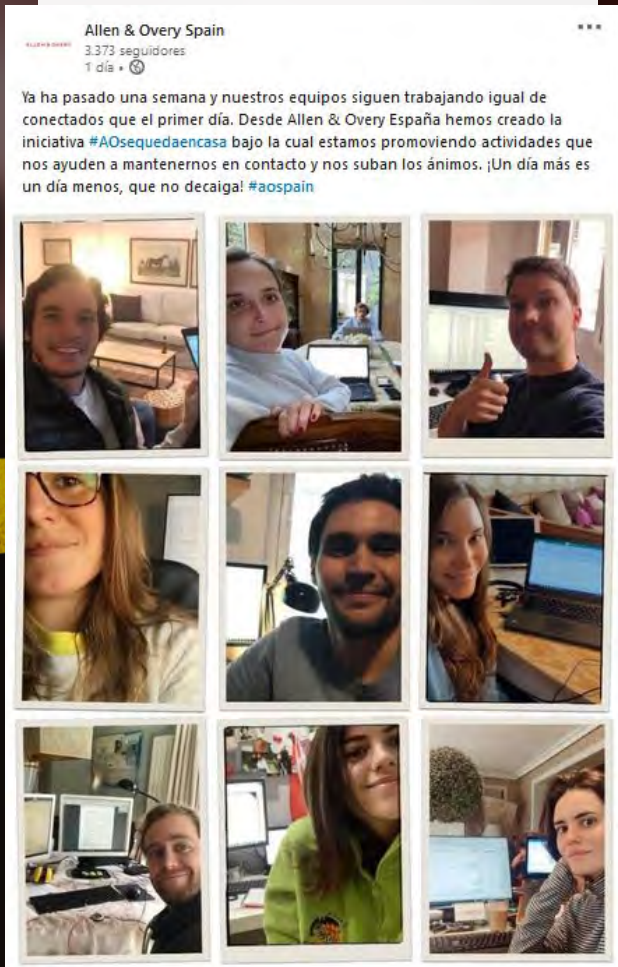 Allen & Overy Spain
ALLEN & OVERY
3.373 seguidores
1 día •
Ya ha pasado una semana y nuestros equipos siguen trabajando igual de
conectados que el primer día. Desde Allen & Overy España hemos creado la
iniciativa #AOsequedaencasa bajo la cual estamos promoviendo actividades que
nos ayuden a mantenernos en contacto y nos suban los ánimos. ¡Un día más es
un día menos, que no decaiga! #aospain